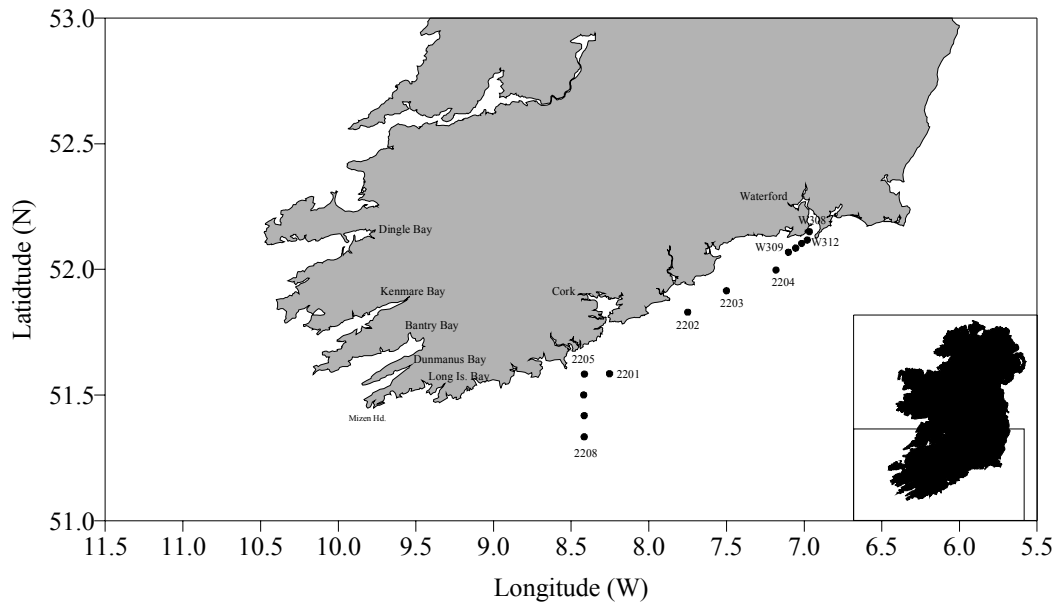 53.0
52.5
52.0
51.5
51.0
Latidtude (N)
Waterford
W308
Dingle Bay
W309
W312
2204
Kenmare Bay
Cork
2203
2202
Bantry Bay
Dunmanus Bay
2205
Long Is. Bay
2201
Mizen Hd.
2208
11.5
10.5
10.0
9.5
9.0
8.5
8.0
7.5
7.0
6.5
6.0
5.5
11.0
Longitude (W)